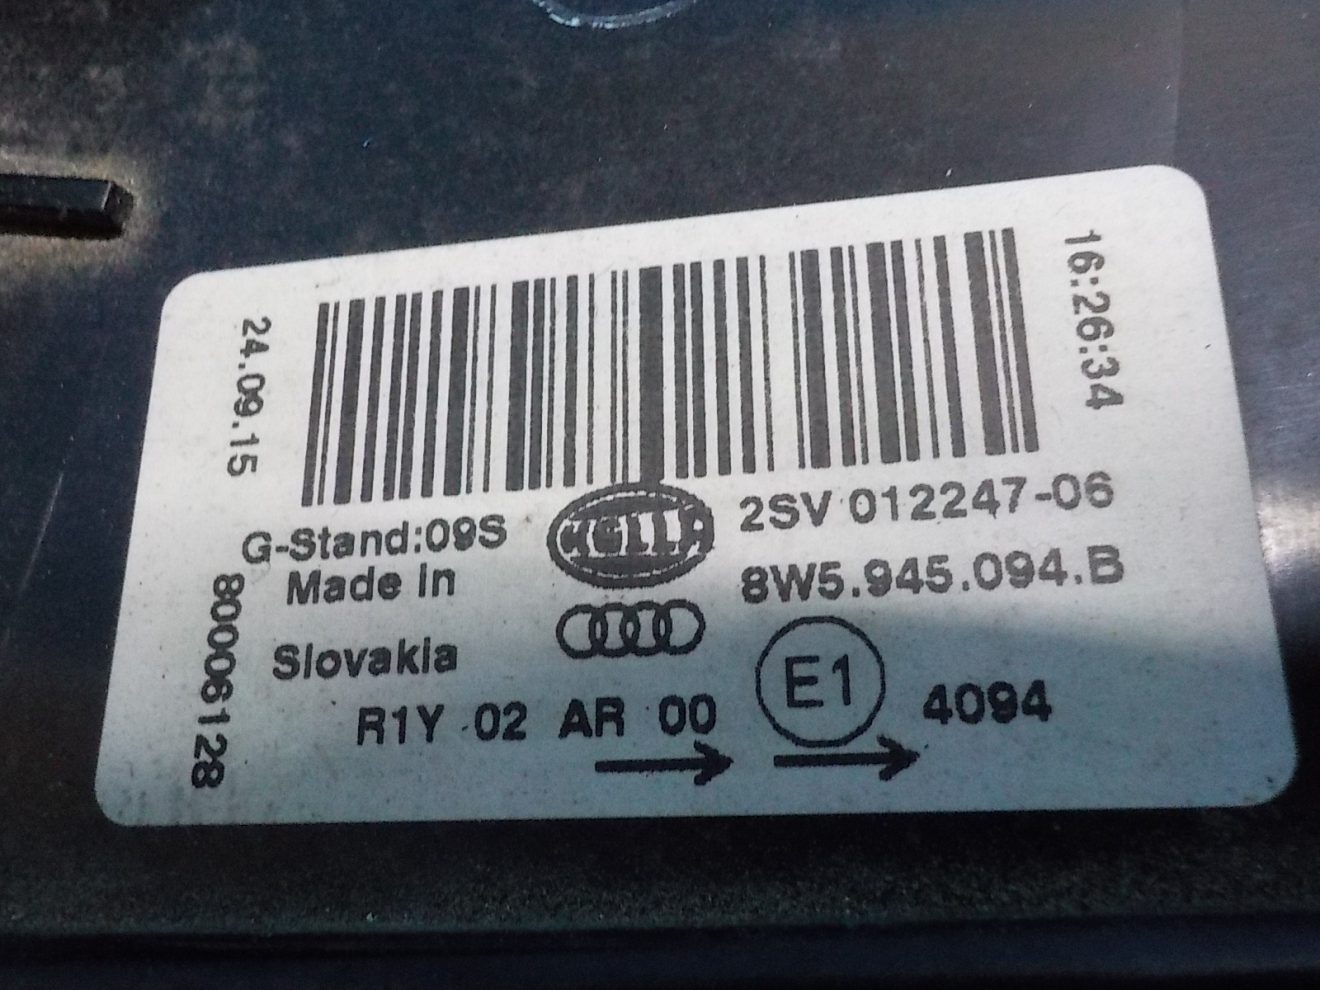 24.09.15
16:26:34
G-Stand:09S
HELLA
2SV 012247-06
Made in
8W5.945.094.B
80006128
Slovakia
E1
4094
R1Y 02 AR 00